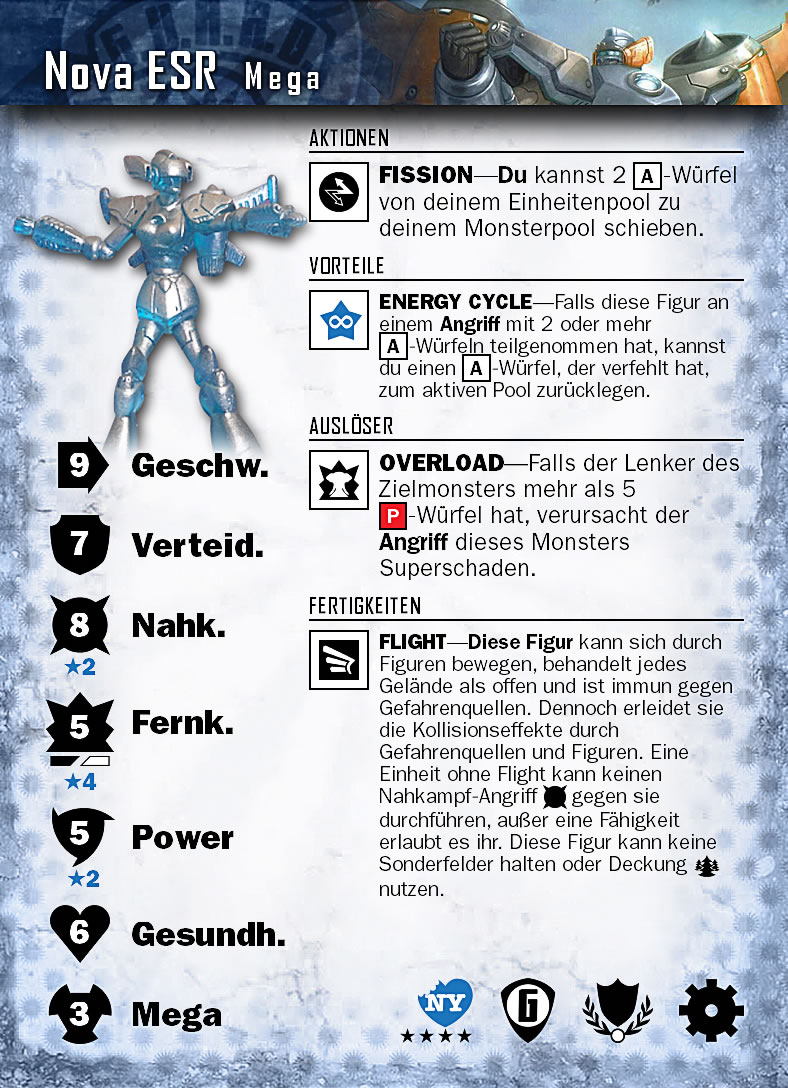 Nova ESR Mega
AKTIONEN
FISSION—Du kannst 2 A-Würfel
von deinem Einheitenpool zu
deinem Monsterpool schieben.
VORTEILE
ENERGY CYCLE—Falls diese Figur an
einem Angriff mit 2 oder mehr
A-Würfeln teilgenommen hat, kannst
du einen A-Würfel, der verfehlt hat,
zum aktiven Pool zurücklegen.
AUSLÖSER
OVERLOAD—Falls der Lenker des
Zielmonsters mehr als 5
P-Würfel hat, verursacht der
Angriff dieses Monsters
Superschaden.
FERTIGKEITEN
FLIGHT—Diese Figur kann sich durch
Figuren bewegen, behandelt jedes
Gelände als offen und ist immun gegen
Gefahrenquellen. Dennoch erleidet sie
die Kollisionseffekte durch
Gefahrenquellen und Figuren. Eine
Einheit ohne Flight kann keinen
Nahkampf-Angriff gegen sie
durchführen, außer eine Fähigkeit
erlaubt es ihr. Diese Figur kann keine
Sonderfelder halten oder Deckung
nutzen.
9 Geschw.
7 Verteid.
8 Nahk.
★2
5 Fernk.
★4
5 Power
★2
6 Gesundh.
3 Mega
NY
★★★★
G